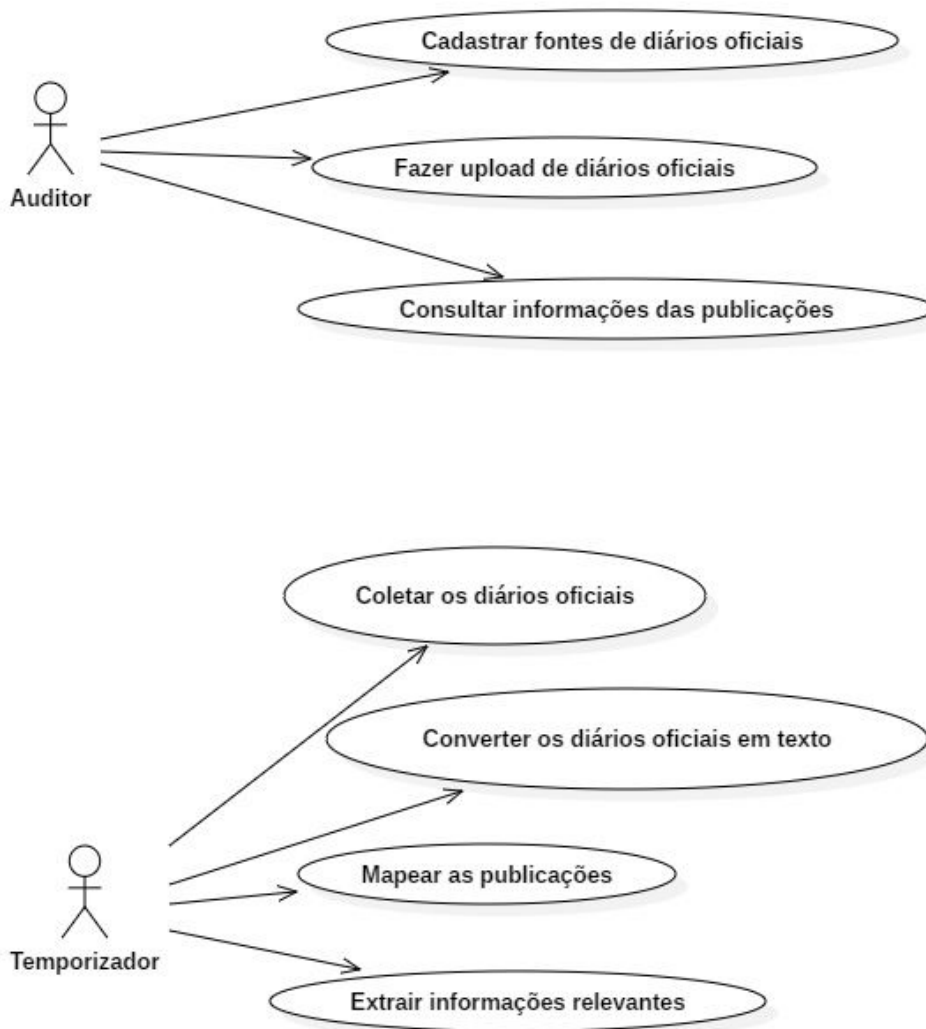 Cadastrar fontes de diários oficiais
Fazer upload de diários oficiais
Auditor
Consultar informações das publicações
Coletar os diários oficiais
Converter os diários oficiais em texto
Mapear as publicações
Temporizador
Extrair informações relevantes